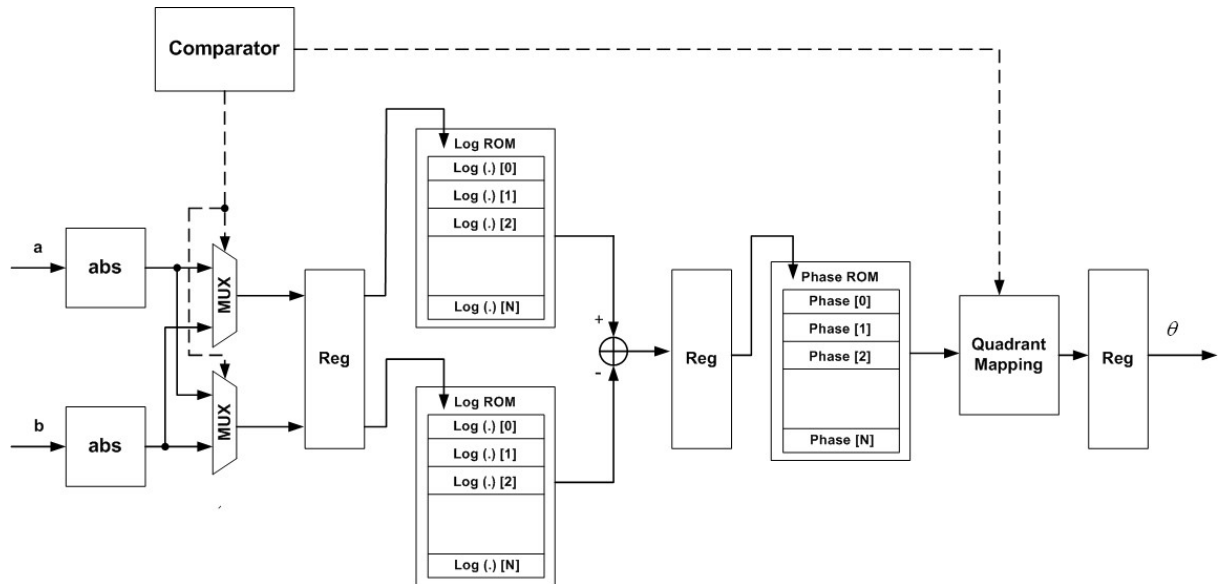 Comparator
a
abs
b
abs
MUX
MUX
Reg
Log ROM
Log (.) [0]
Log (.) [1]
Log (.) [2]
Log (.) [N]
Log ROM
Log (.) [0]
Log (.) [1]
Log (.) [2]
Log (.) [N]
+
-
Reg
Phase ROM
Phase [0]
Phase [1]
Phase [2]
Phase [N]
Quadrant
Mapping
Reg
θ